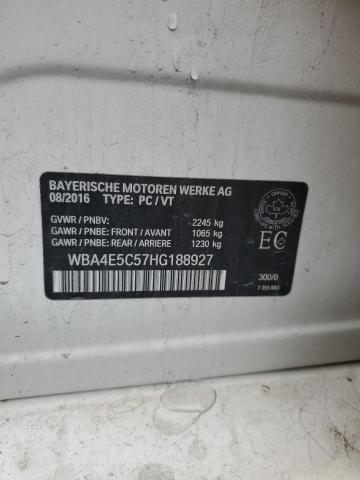 BAYERISCHE MOTOREN WERKE AG
08/2016 TYPE: PC / VT
GVWR / PNBV: 2245 kg
GAWR / PNBE: FRONT / AVANT 1065 kg
GAWR / PNBE: REAR / ARRIERE 1230 kg
WBA4E5C57HG188927
EC
300/0